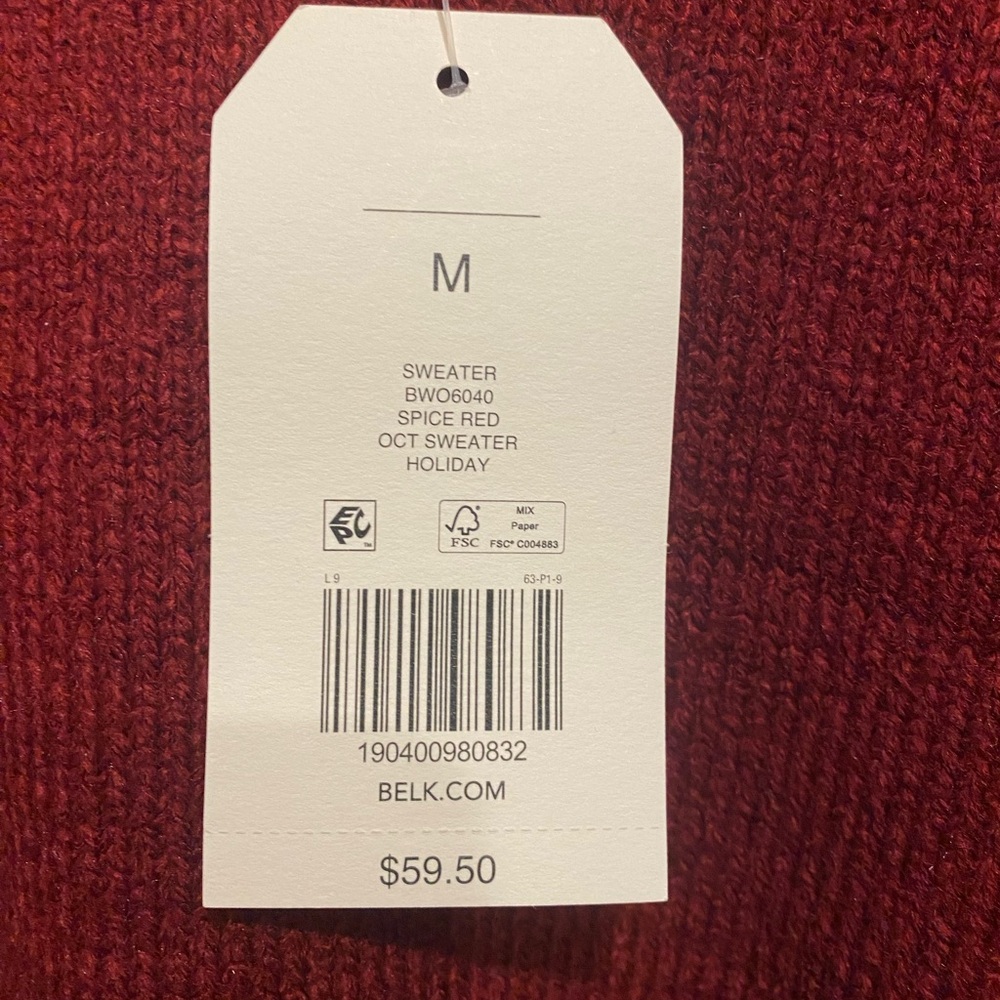 M
SWEATER
BWO6040
SPICE RED
OCT SWEATER
HOLIDAY
EPC™
FSC®
MIX
Paper
FSC® C004883
L 9
63-P1-9
190400980832
BELK.COM
$59.50